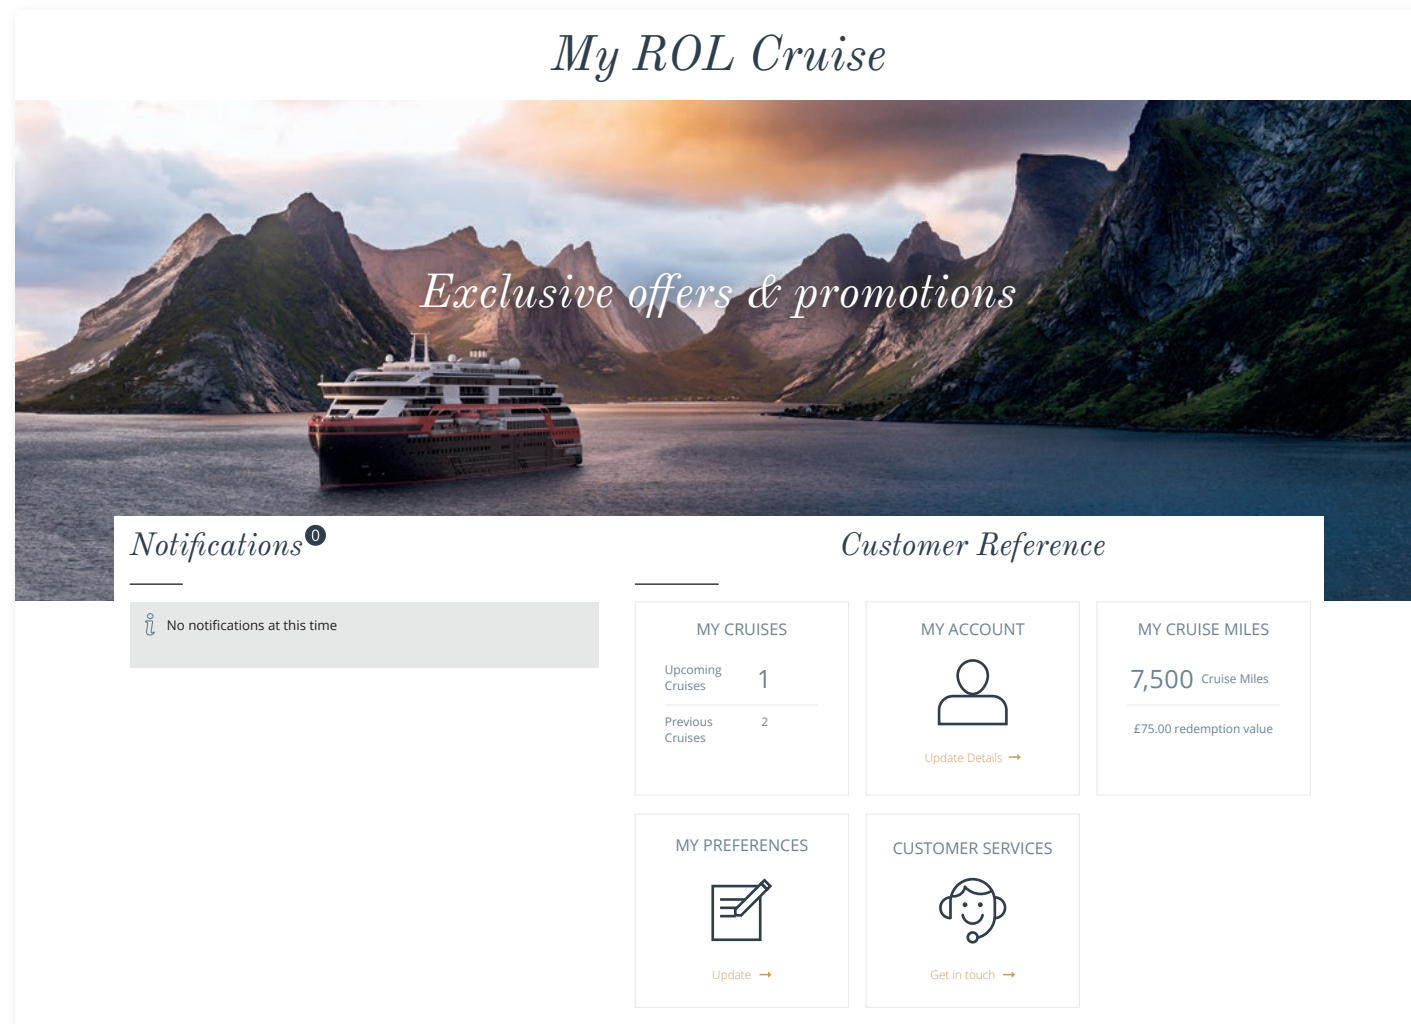 My ROL Cruise
Exclusive offers & promotions
Notifications 0
No notifications at this time
Customer Reference
MY CRUISES
Upcoming
Cruises
1
Previous
Cruises
2
MY ACCOUNT
Update Details
MY CRUISE MILES
7,500 Cruise Miles
£75.00 redemption value
MY PREFERENCES
Update
CUSTOMER SERVICES
Get in touch